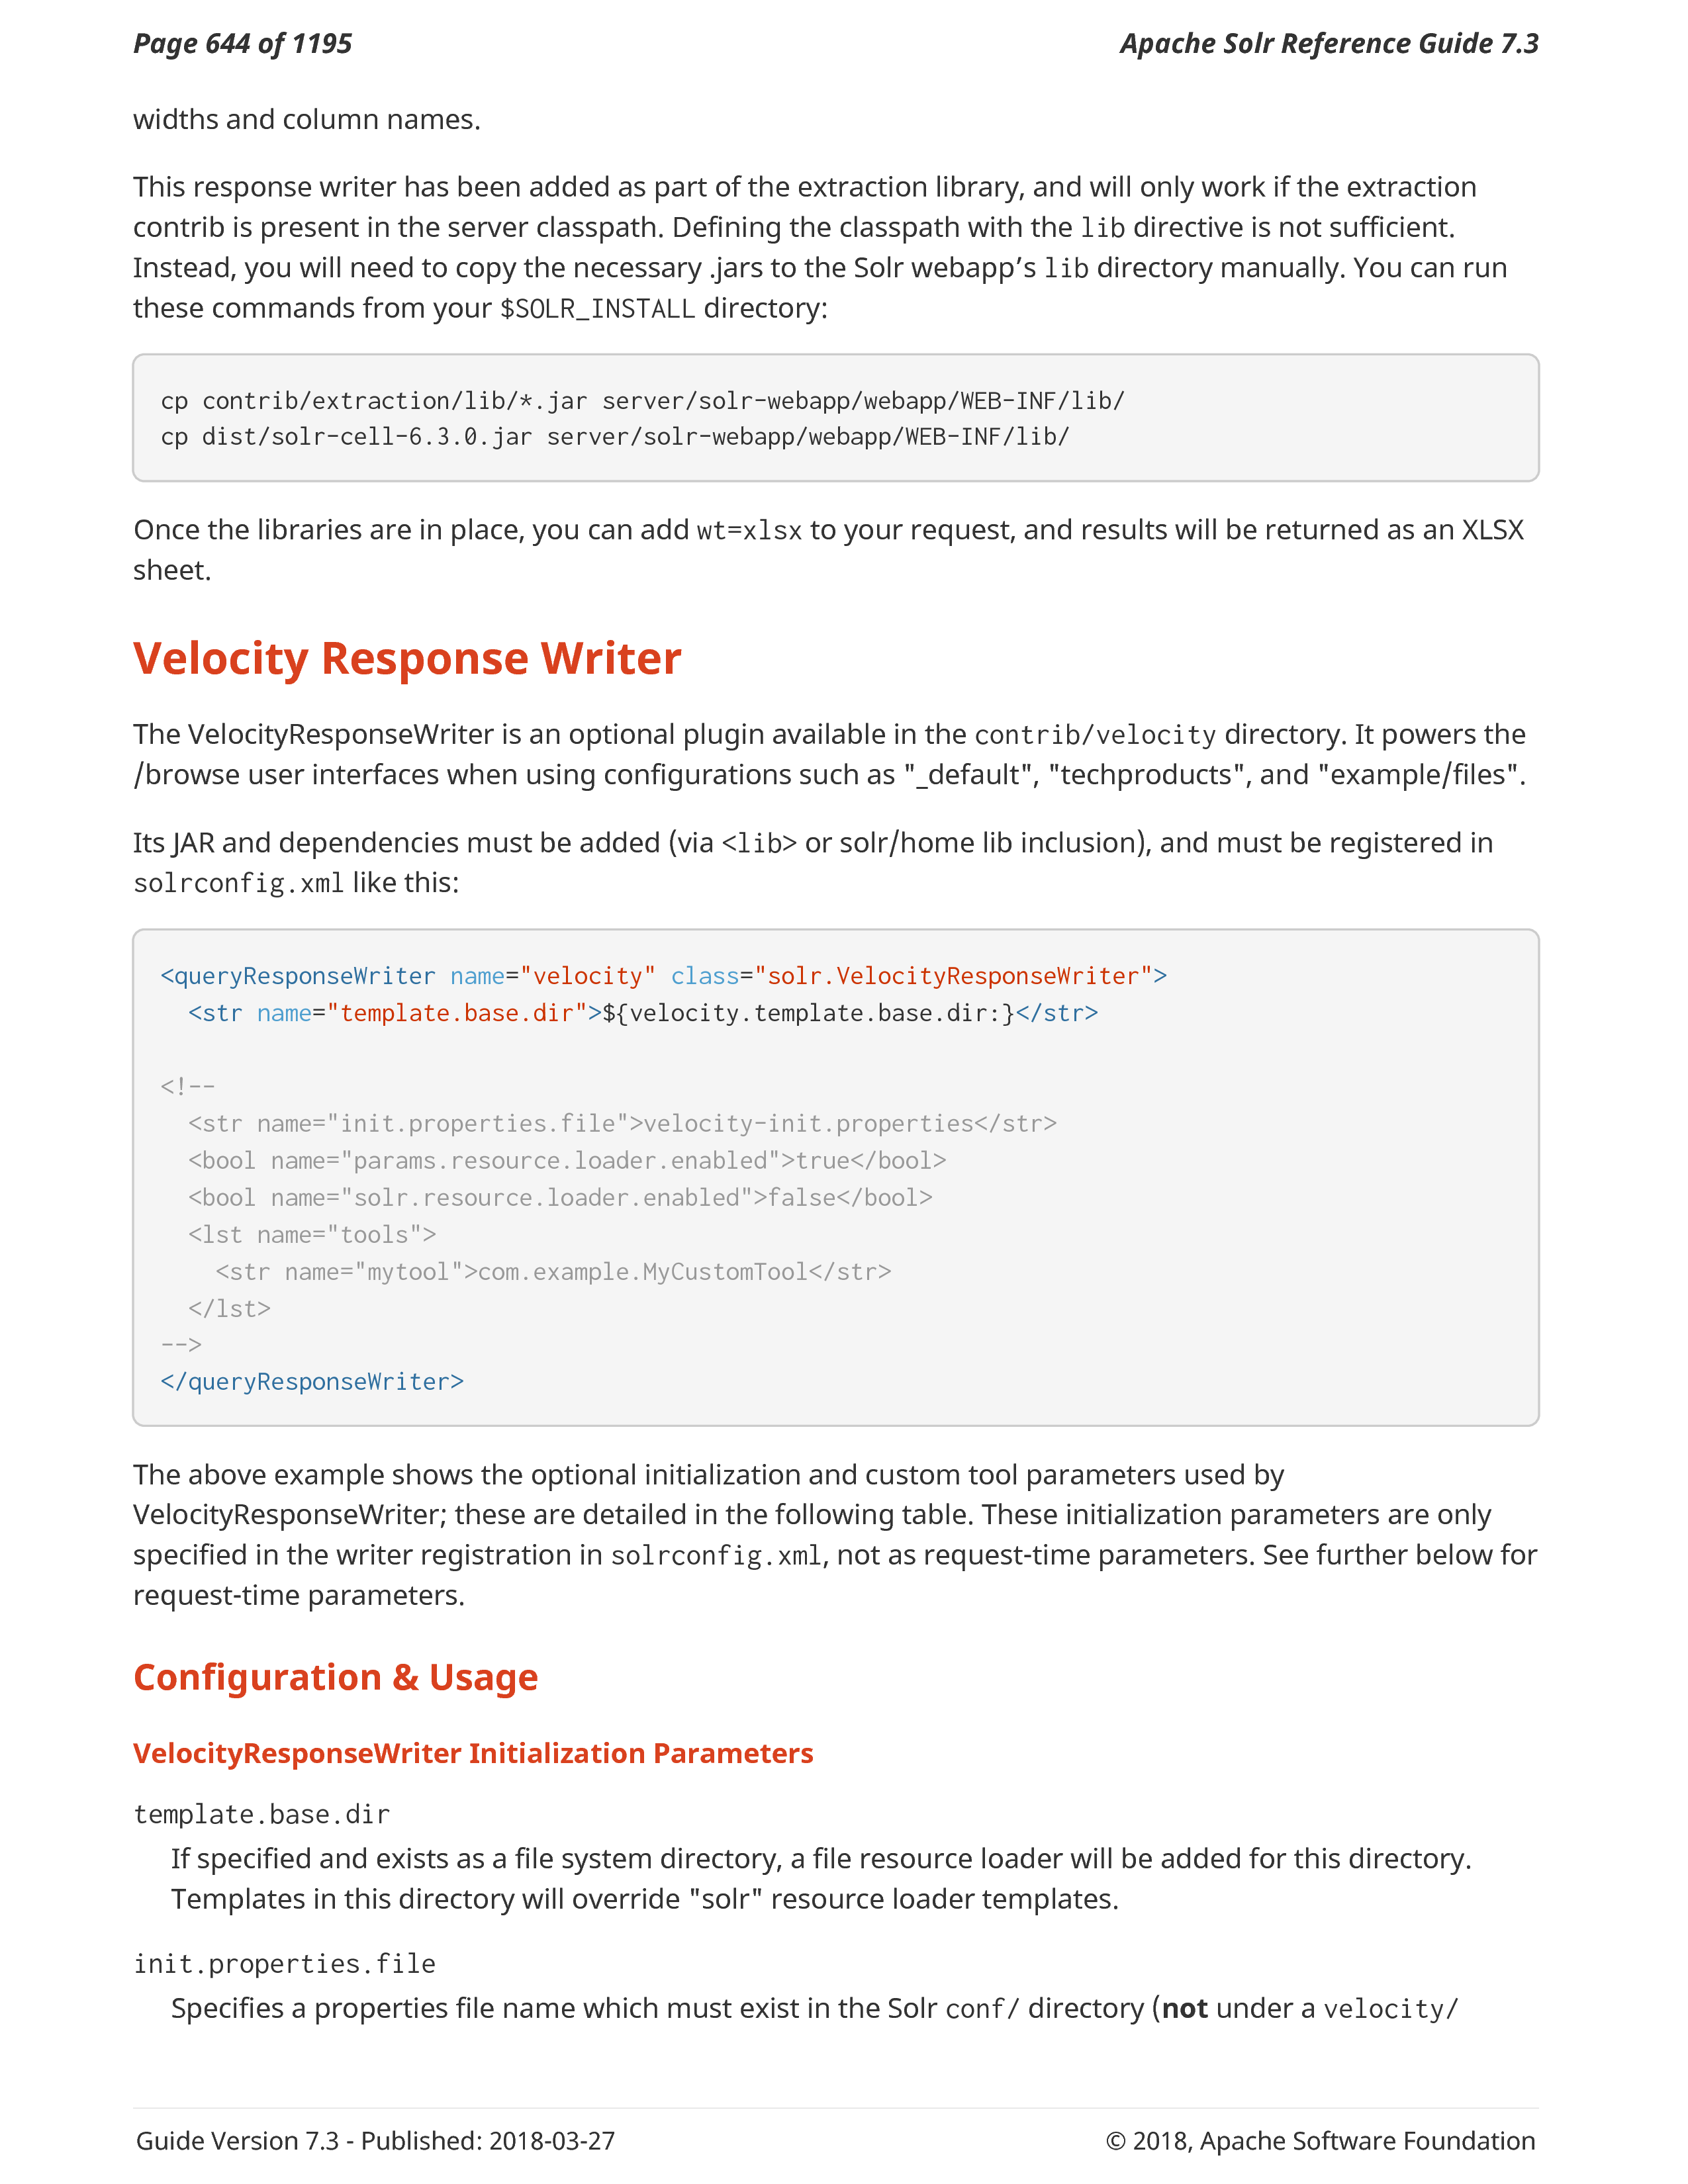 Page 644 of 1195
Apache Solr Reference Guide 7.3
widths and column names.
This response writer has been added as part of the extraction library, and will only work if the extraction
contrib is present in the server classpath. Defining the classpath with the lib directive is not sufficient.
Instead, you will need to copy the necessary .jars to the Solr webapp’s lib directory manually. You can run
these commands from your $SOLR_INSTALL directory:
cp contrib/extraction/lib/*.jar server/solr-webapp/webapp/WEB-INF/lib/
cp dist/solr-cell-6.3.0.jar server/solr-webapp/webapp/WEB-INF/lib/
Once the libraries are in place, you can add wt=xlsx to your request, and results will be returned as an XLSX
sheet.
Velocity Response Writer
The VelocityResponseWriter is an optional plugin available in the contrib/velocity directory. It powers the
/browse user interfaces when using configurations such as "_default", "techproducts", and "example/files".
Its JAR and dependencies must be added (via <lib> or solr/home lib inclusion), and must be registered in
solrconfig.xml like this:
<queryResponseWriter name="velocity" class="solr.VelocityResponseWriter">
  <str name="template.base.dir">${velocity.template.base.dir:}</str>
<!--
  <str name="init.properties.file">velocity-init.properties</str>
  <bool name="params.resource.loader.enabled">true</bool>
  <bool name="solr.resource.loader.enabled">false</bool>
  <lst name="tools">
    <str name="mytool">com.example.MyCustomTool</str>
  </lst>
-->
</queryResponseWriter>
The above example shows the optional initialization and custom tool parameters used by
VelocityResponseWriter; these are detailed in the following table. These initialization parameters are only
specified in the writer registration in solrconfig.xml, not as request-time parameters. See further below for
request-time parameters.
Configuration & Usage
VelocityResponseWriter Initialization Parameters
template.base.dir
If specified and exists as a file system directory, a file resource loader will be added for this directory.
Templates in this directory will override "solr" resource loader templates.
init.properties.file
Specifies a properties file name which must exist in the Solr conf/ directory (not under a velocity/
Guide Version 7.3 - Published: 2018-03-27
© 2018, Apache Software Foundation